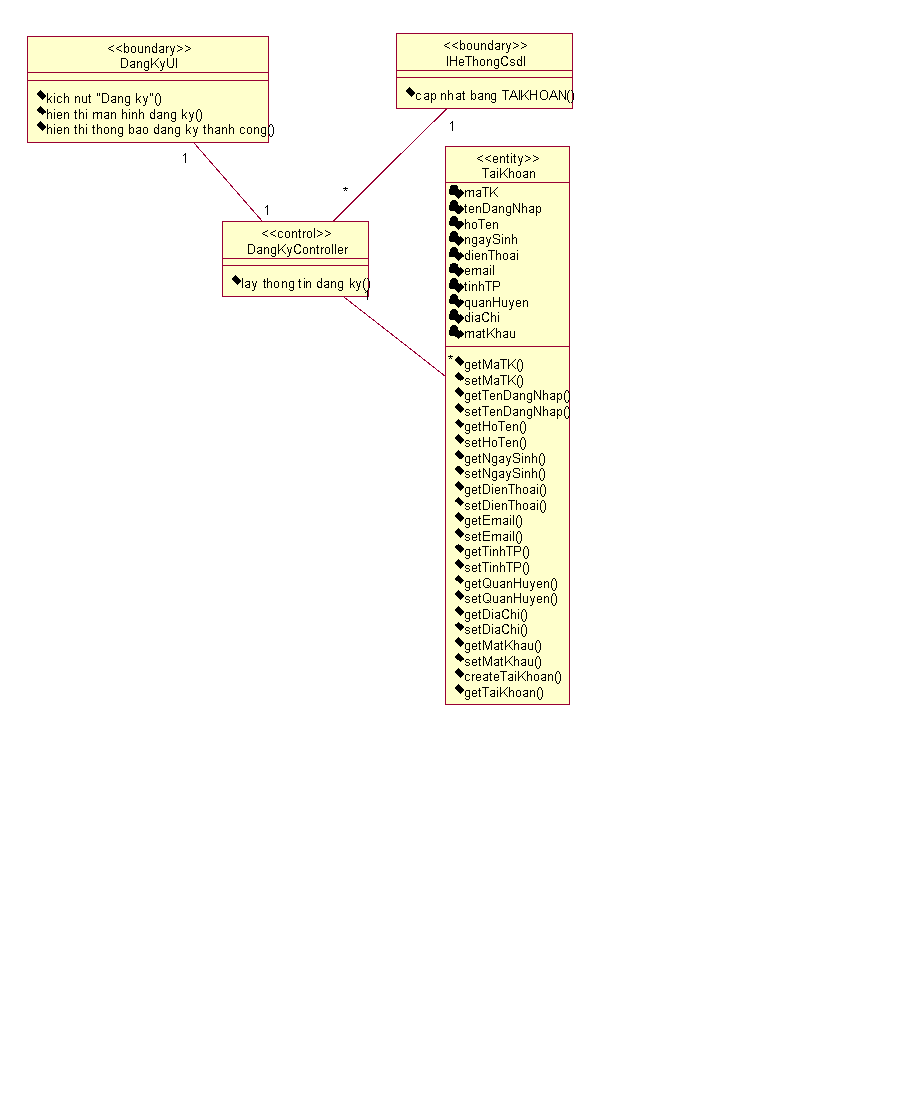 <<boundary>>
DangKyUI
kich nut "Dang ky"()
hien thi man hinh dang ky()
hien thi thong bao dang ky thanh cong()
<<boundary>>
IHeThongCsdl
cap nhat bang TAIKHOAN()
1
1
*
1
<<control>>
DangKyController
lay thong tin dang ky()
1
<<entity>>
TaiKhoan
maTK
tenDangNhap
hoTen
ngaySinh
dienThoai
email
tinhTP
quanHuyen
diaChi
matKhau
*
getMaTK()
setMaTK()
getTenDangNhap()
setTenDangNhap()
getHoTen()
setHoTen()
getNgaySinh()
setNgaySinh()
getDienThoai()
setDienThoai()
getEmail()
setEmail()
getTinhTP()
setTinhTP()
getQuanHuyen()
setQuanHuyen()
getDiaChi()
setDiaChi()
getMatKhau()
setMatKhau()
createTaiKhoan()
getTaiKhoan()